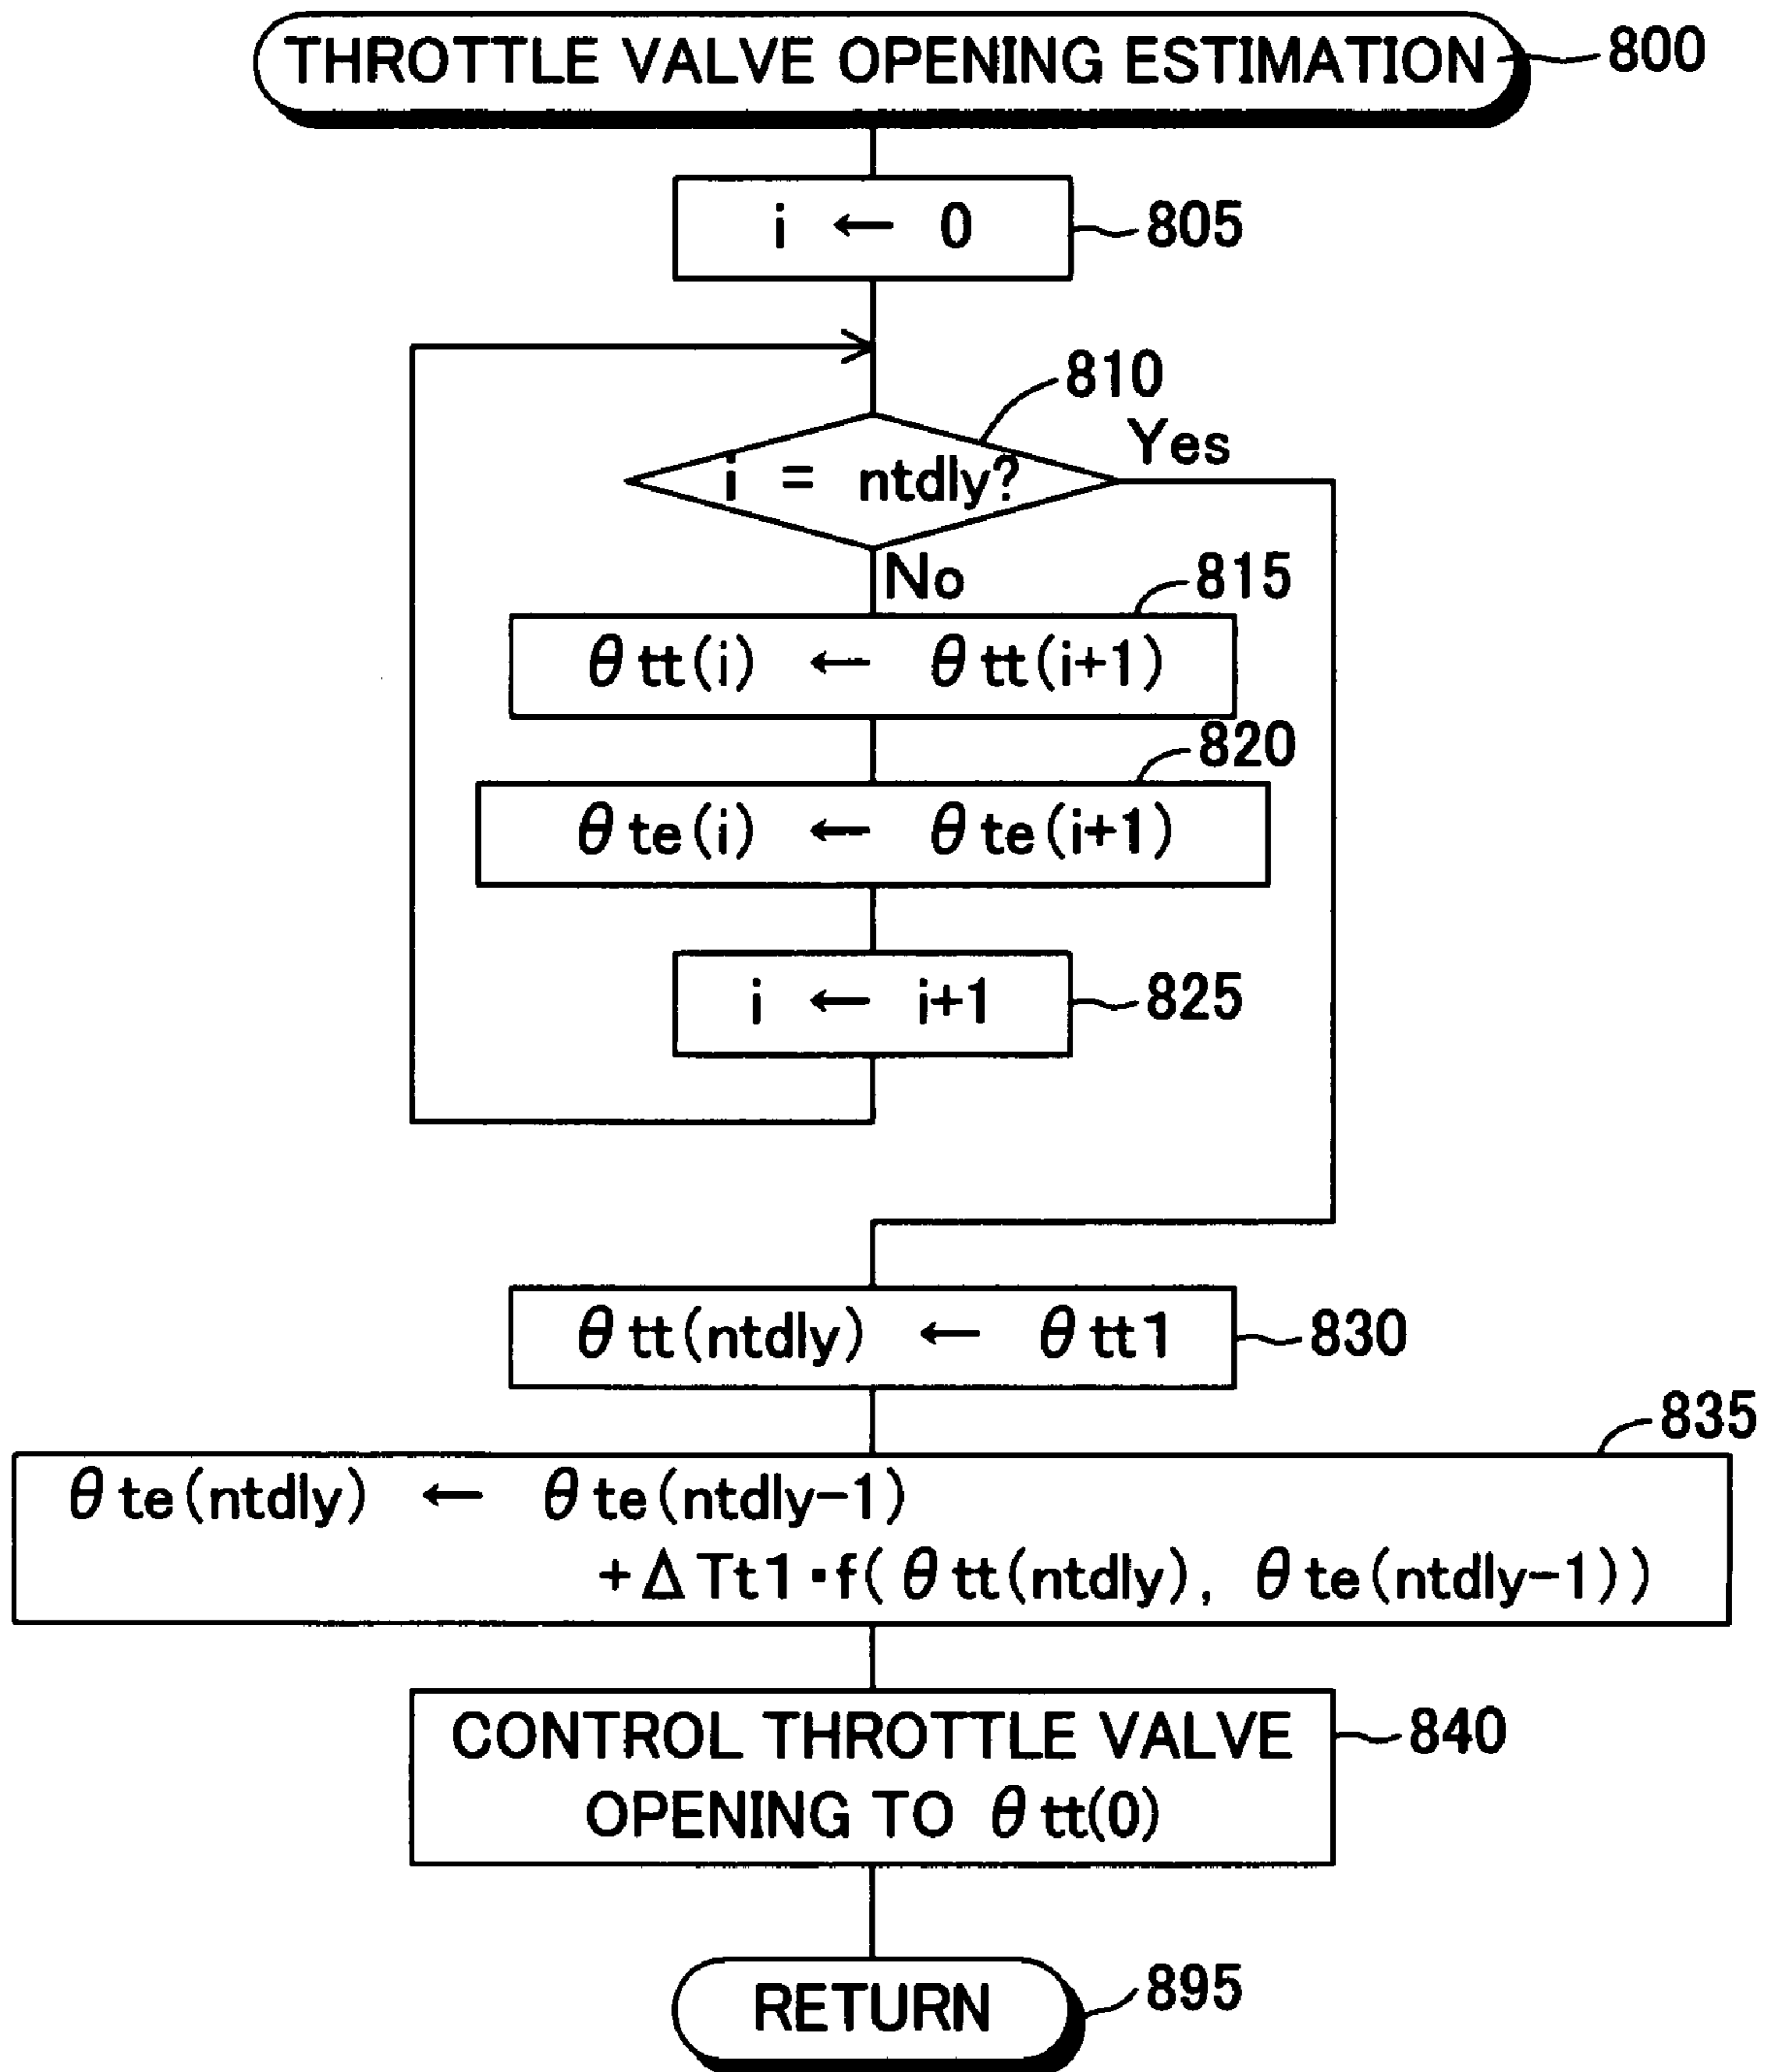 THROTTLE VALVE OPENING ESTIMATION
800
i ← 0
805
810
i = ntdly?
Yes
No
815
θtt(i) ← θtt(i+1)
820
θte(i) ← θte(i+1)
i ← i+1
825
θtt(ntdly) ← θtt1
830
835
θte(ntdly) ← θte(ntdly-1)
+ΔTt1・f(θtt(ntdly), θte(ntdly-1))
CONTROL THROTTLE VALVE
840
OPENING TO θtt(0)
RETURN
895